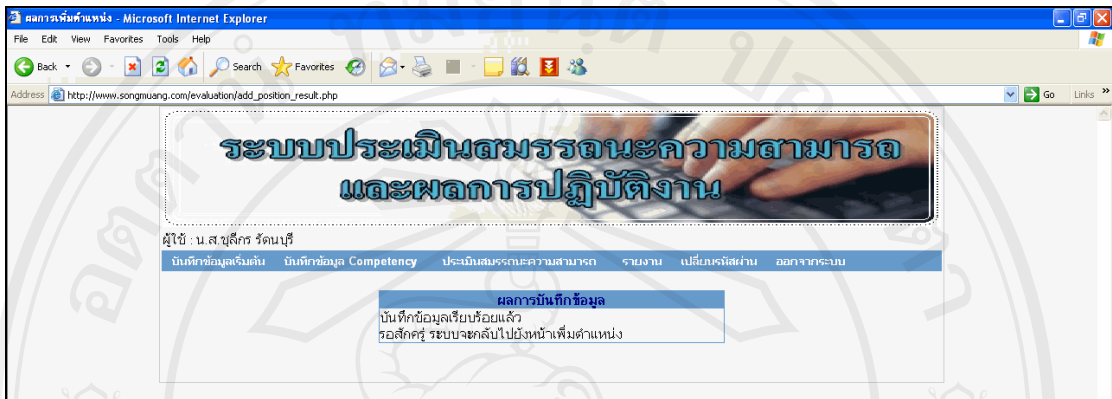 ผลการเพิ่มตำแหน่ง - Microsoft Internet Explorer
File Edit View Favorites Tools Help
Back Search Favorites
Address http://www.songmuang.com/evaluation/add_position_result.php Go Links »
ระบบประเมินสมรรถนะความสามารถ
และผลการปฏิบัติงาน
ผู้ใช้ : น.ส.ชุลีกร รัตนบุรี
บันทึกข้อมูลเริ่มต้น บันทึกข้อมูล Competency ประเมินสมรรถนะความสามารถ รายงาน เปลี่ยนรหัสผ่าน ออกจากระบบ
ผลการบันทึกข้อมูล
บันทึกข้อมูลเรียบร้อยแล้ว
รอสักครู่ ระบบจะกลับไปยังหน้าเพิ่มตำแหน่ง